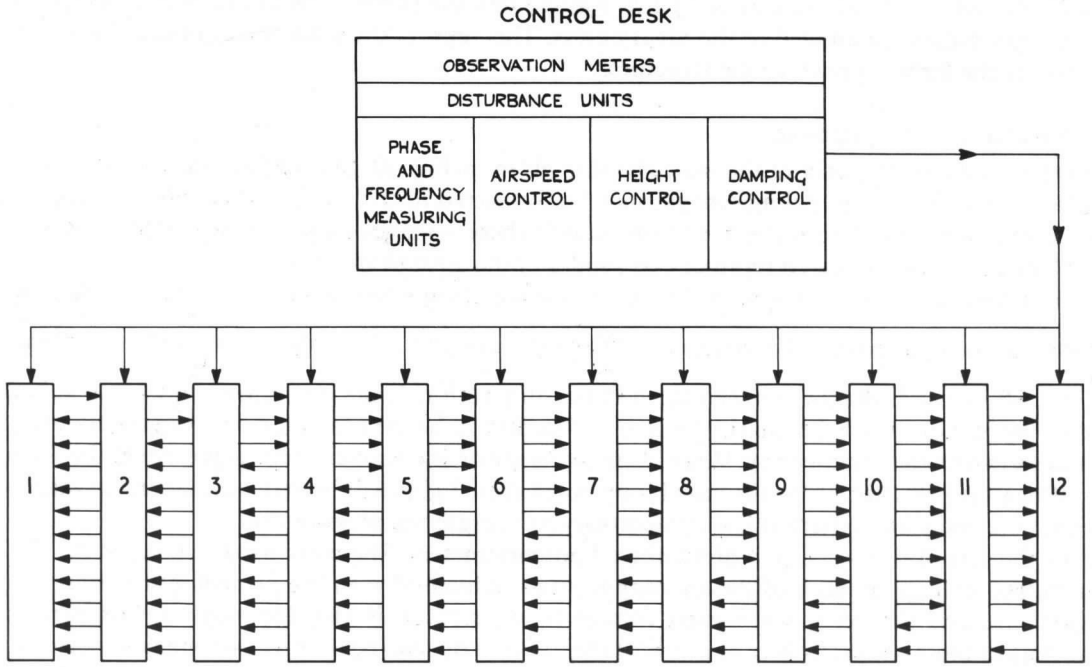 CONTROL DESK
OBSERVATION METERS
DISTURBANCE UNITS
PHASE
AND
FREQUENCY
MEASURING
UNITS
AIRSPEED
CONTROL
HEIGHT
CONTROL
DAMPING
CONTROL
1 2 3 4 5 6 7 8 9 10 11 12